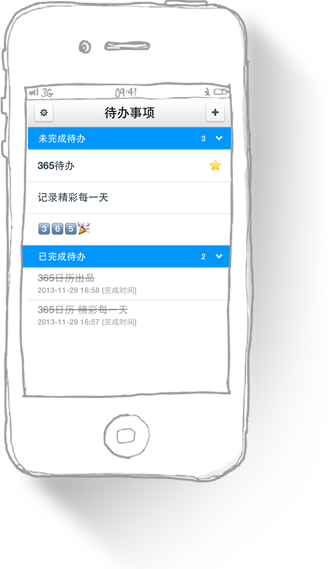 3G 09:41
待办事项
未完成待办 3
365待办
记录精彩每一天
365
已完成待办 2
365日历出品
2013-11-29 16:58 (完成时间)
365日历 精彩每一天
2013-11-29 16:57 (完成时间)